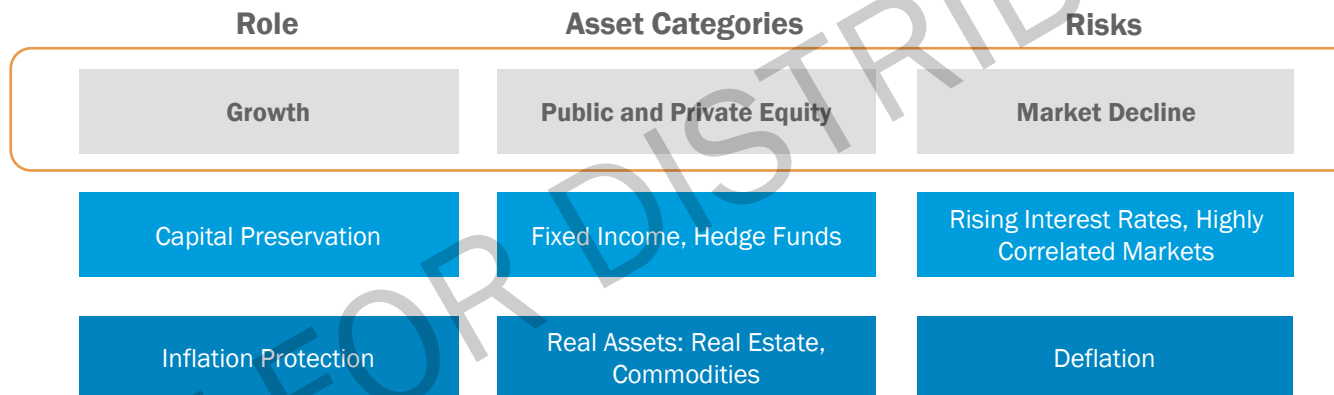 Role Asset Categories Risks
Growth Public and Private Equity Market Decline
Capital Preservation Fixed Income, Hedge Funds Rising Interest Rates, Highly
Correlated Markets
Inflation Protection Real Assets: Real Estate,
Commodities Deflation
FOR DISTRIB